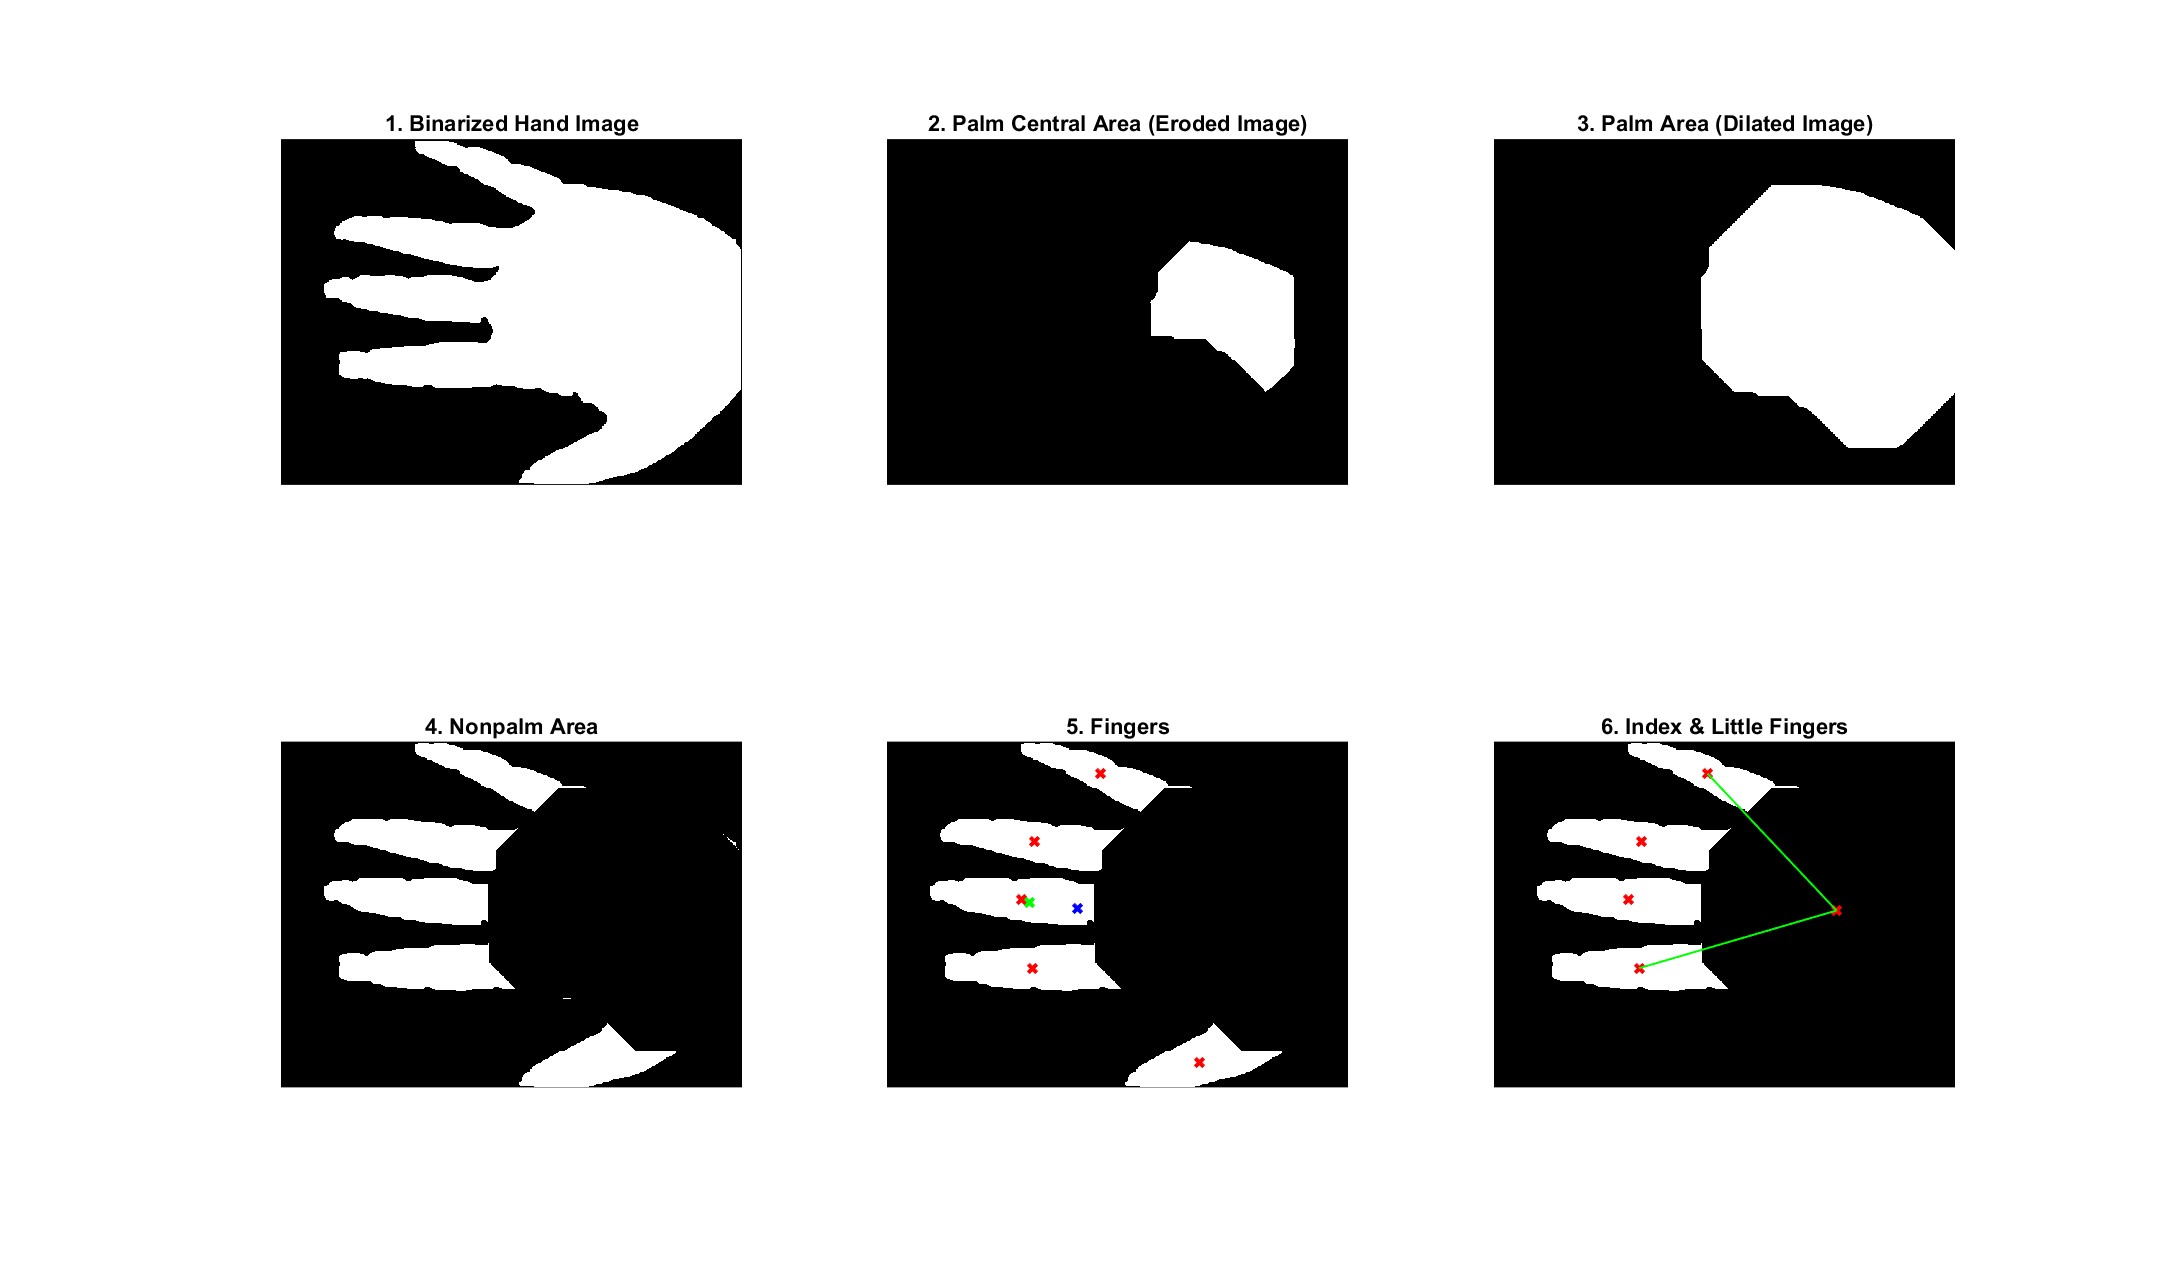 1. Binarized Hand Image
2. Palm Central Area (Eroded Image)
3. Palm Area (Dilated Image)
4. Nonpalm Area
5. Fingers
6. Index & Little Fingers